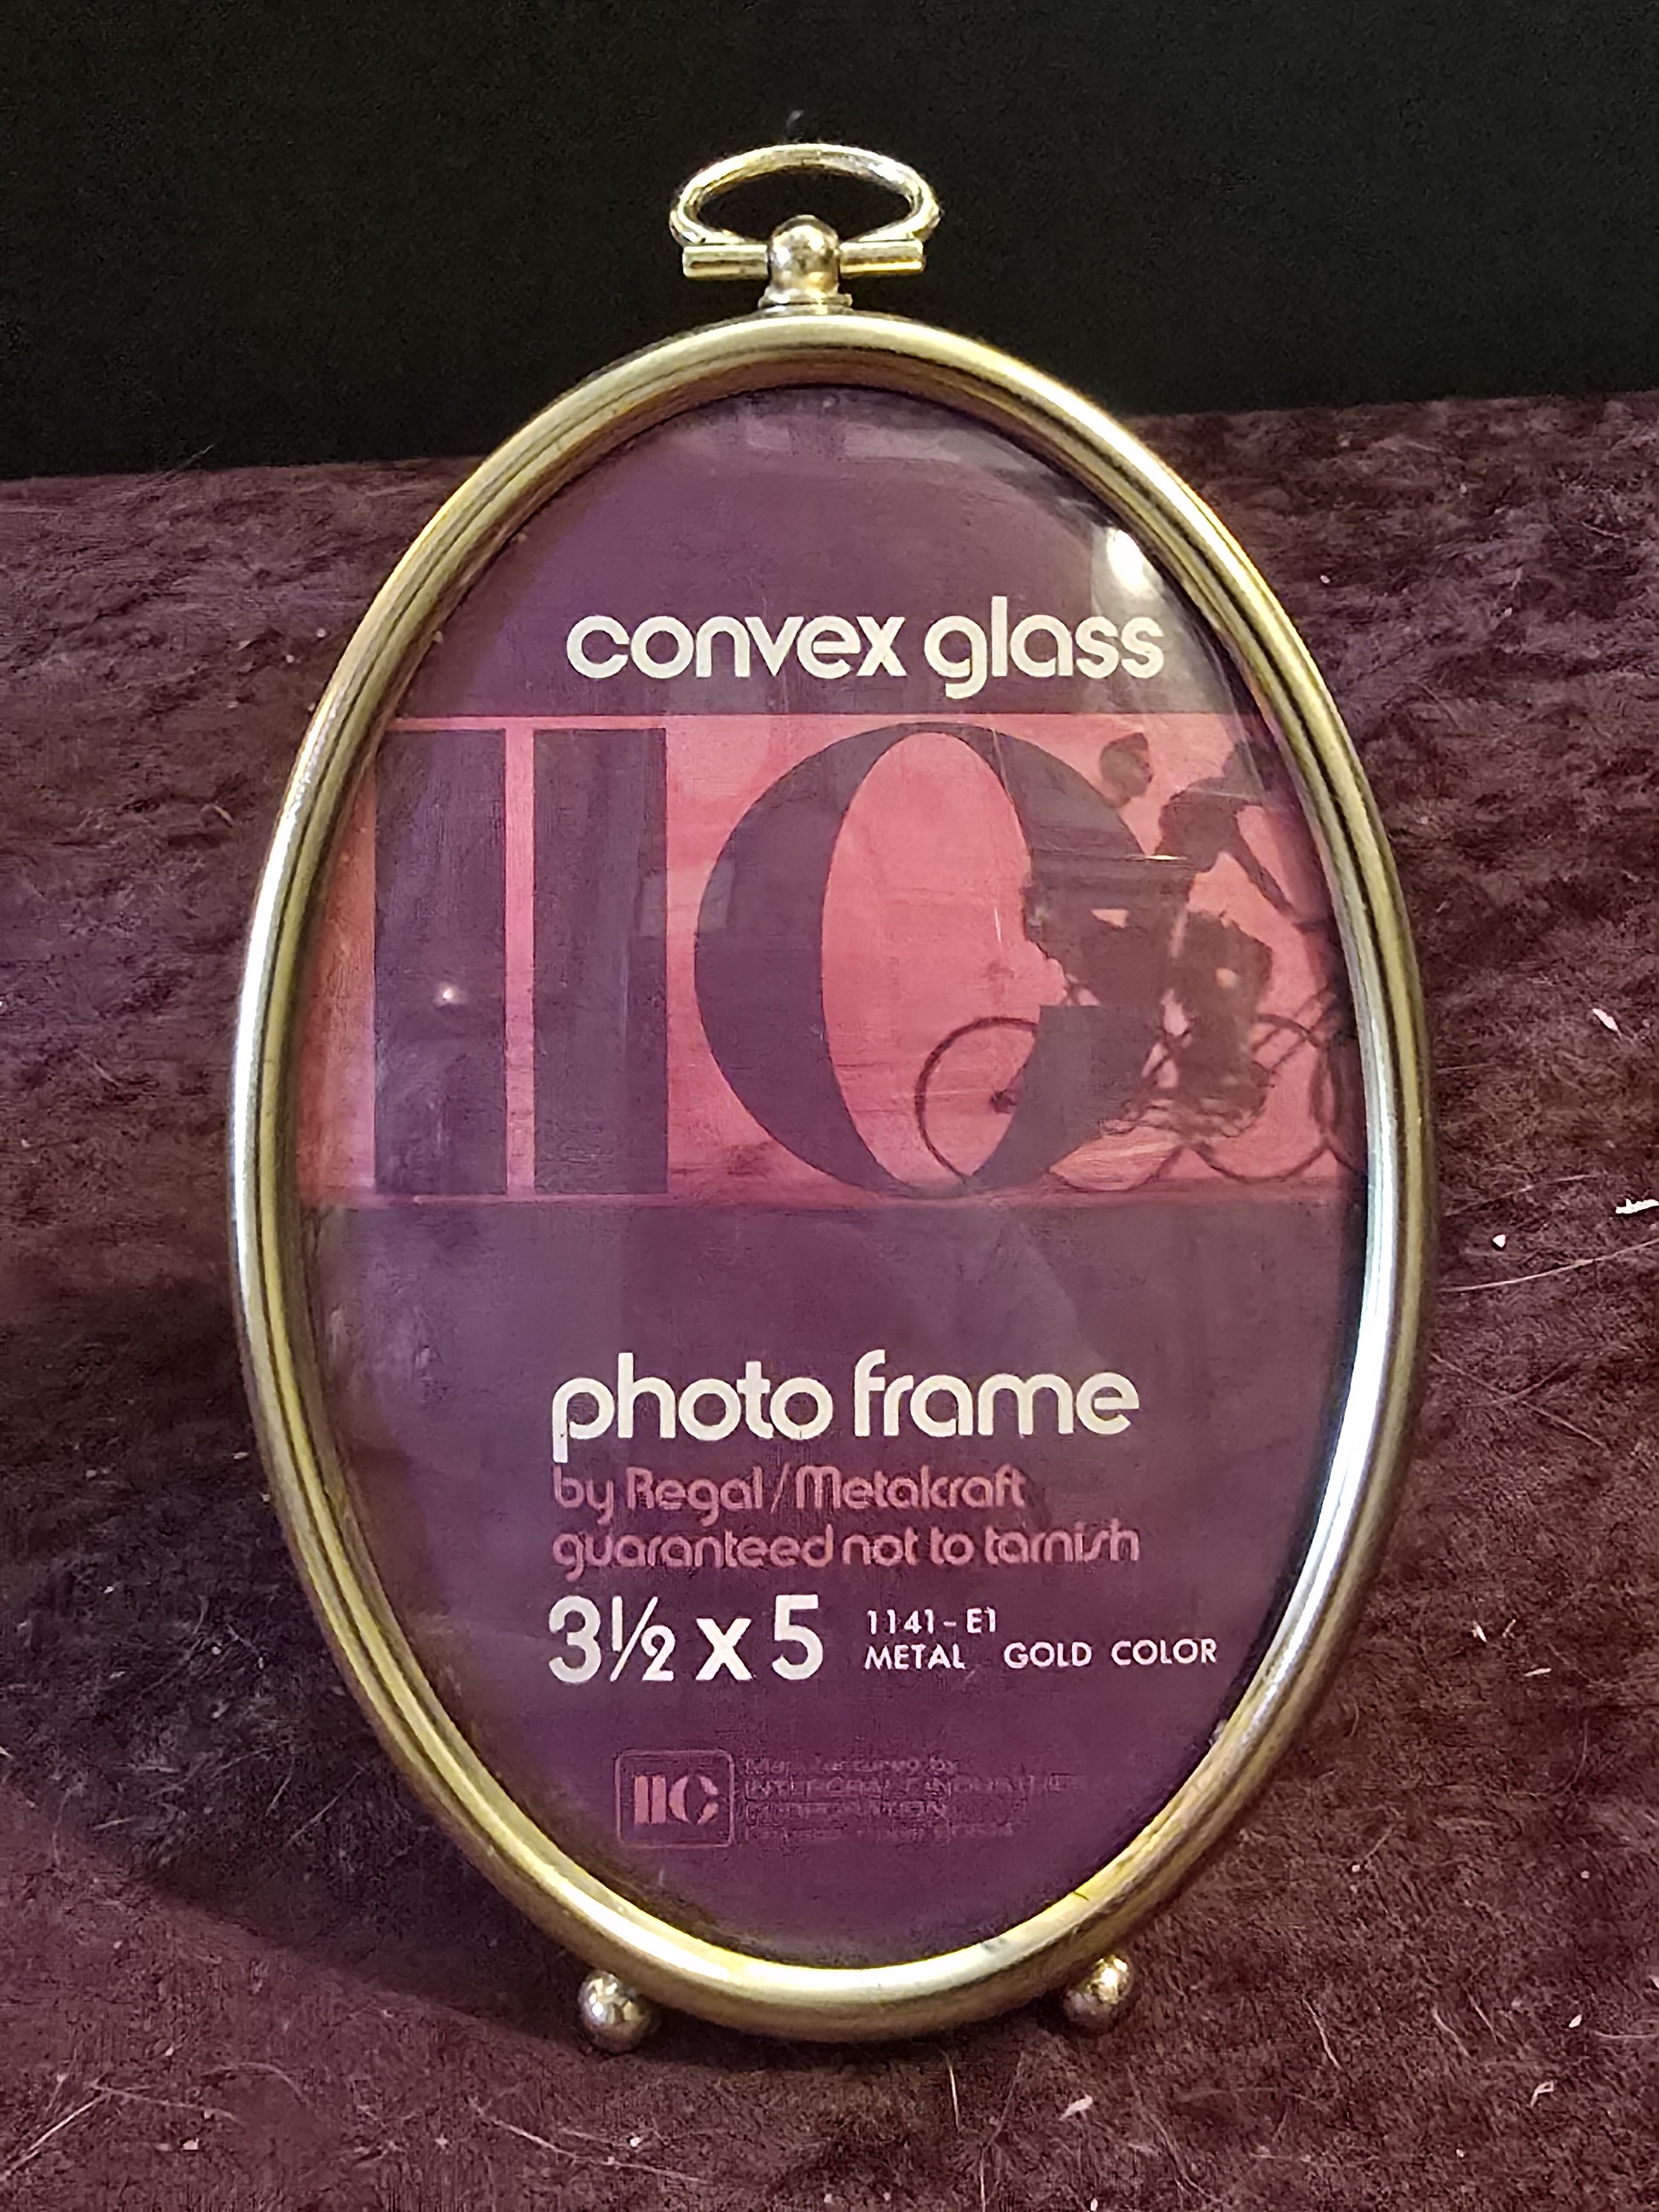 convex glass
IIC
photo frame
by Regal/Metalcraft
guaranteed not to tarnish
3½ x 5
1141-E1
METAL GOLD COLOR
IIC